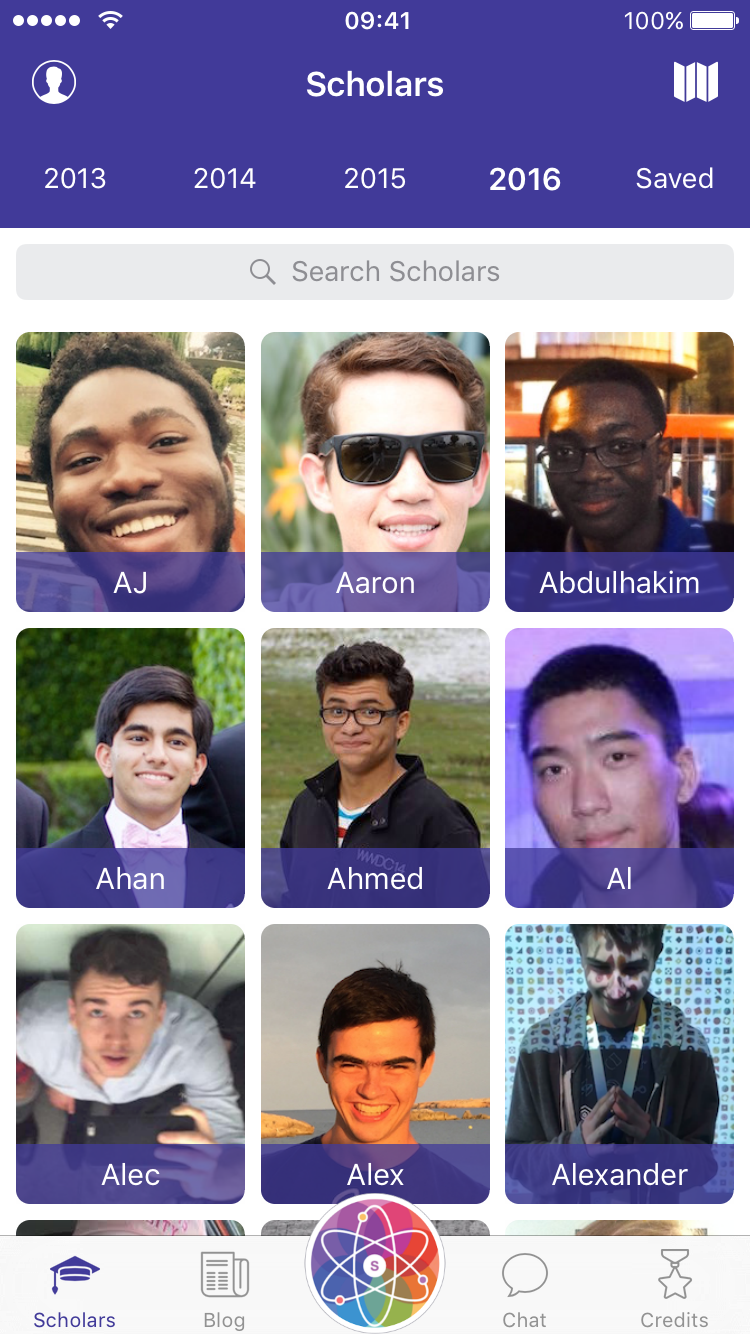 09:41
100%
Scholars
2013
2014
2015
2016
Saved
Search Scholars
AJ
Aaron
Abdulhakim
Ahan
WWDC14
Ahmed
Al
Alec
Alex
Alexander
S
Scholars
Blog
Chat
Credits